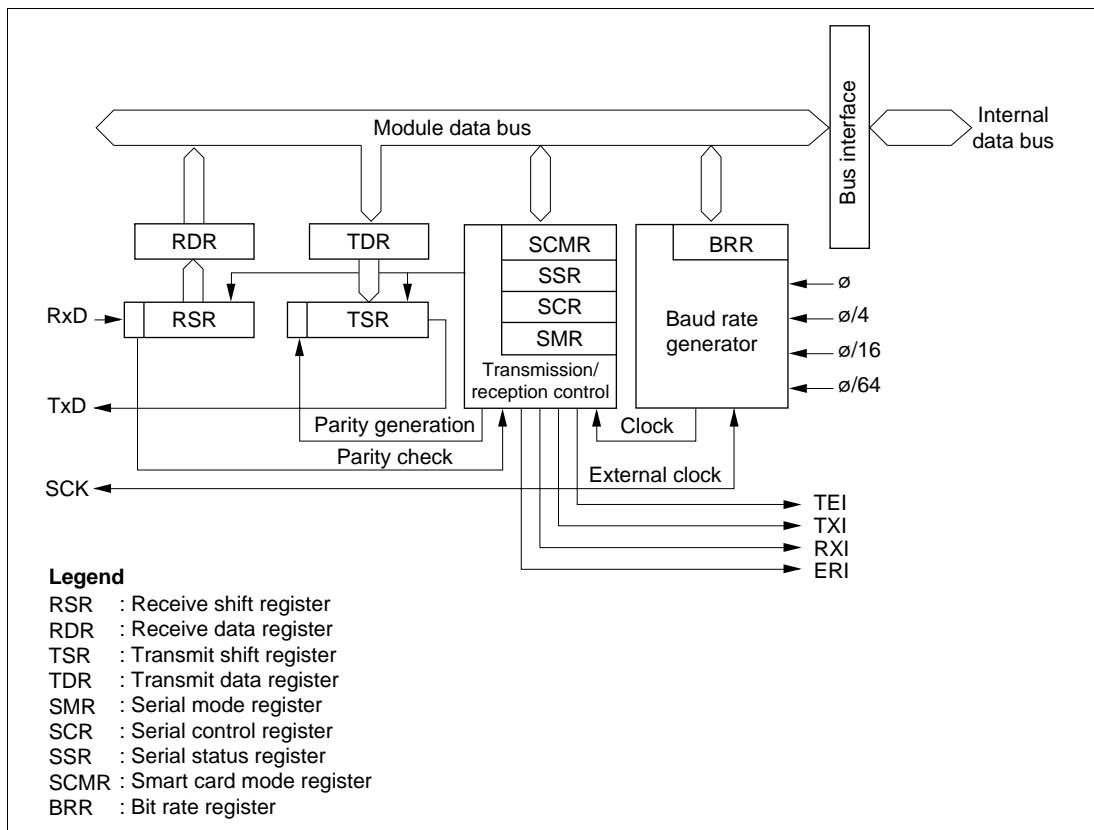 Module data bus
Bus interface
Internal
data bus
RDR
TDR
SCMR
BRR
SSR
SCR
SMR
RxD
RSR
TSR
Baud rate
generator
ø
ø/4
ø/16
ø/64
Transmission/
reception control
TxD
Parity generation
Clock
Parity check
External clock
SCK
TEI
TXI
RXI
ERI
Legend
RSR : Receive shift register
RDR : Receive data register
TSR : Transmit shift register
TDR : Transmit data register
SMR : Serial mode register
SCR : Serial control register
SSR : Serial status register
SCMR : Smart card mode register
BRR : Bit rate register